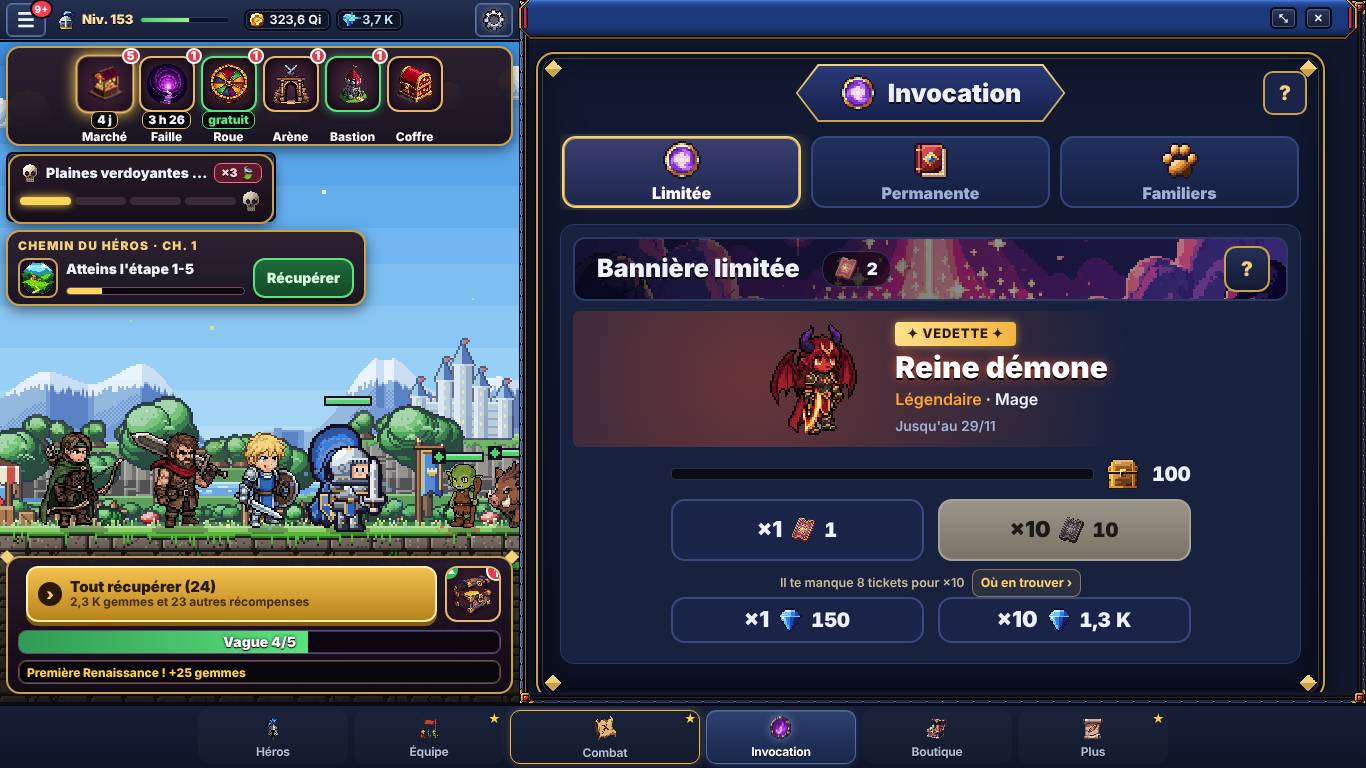 9+
Niv. 153
323,6 Qi
3,7 K
5
1
1
1
1
4 j
3 h 26
gratuit
Marché
Faille
Roue
Arène
Bastion
Coffre
Plaines verdoyantes ...
×3
CHEMIN DU HÉROS · CH. 1
Atteins l'étape 1-5
Récupérer
Tout récupérer (24)
2,3 K gemmes et 23 autres récompenses
Vague 4/5
Première Renaissance ! +25 gemmes
Invocation
?
Limitée
Permanente
Familiers
Bannière limitée
2
?
✦ VEDETTE ✦
Reine démone
Légendaire · Mage
Jusqu'au 29/11
100
×1 1
×10 10
Il te manque 8 tickets pour ×10
Où en trouver ›
×1 150
×10 1,3 K
Héros
Équipe
Combat
Invocation
Boutique
Plus